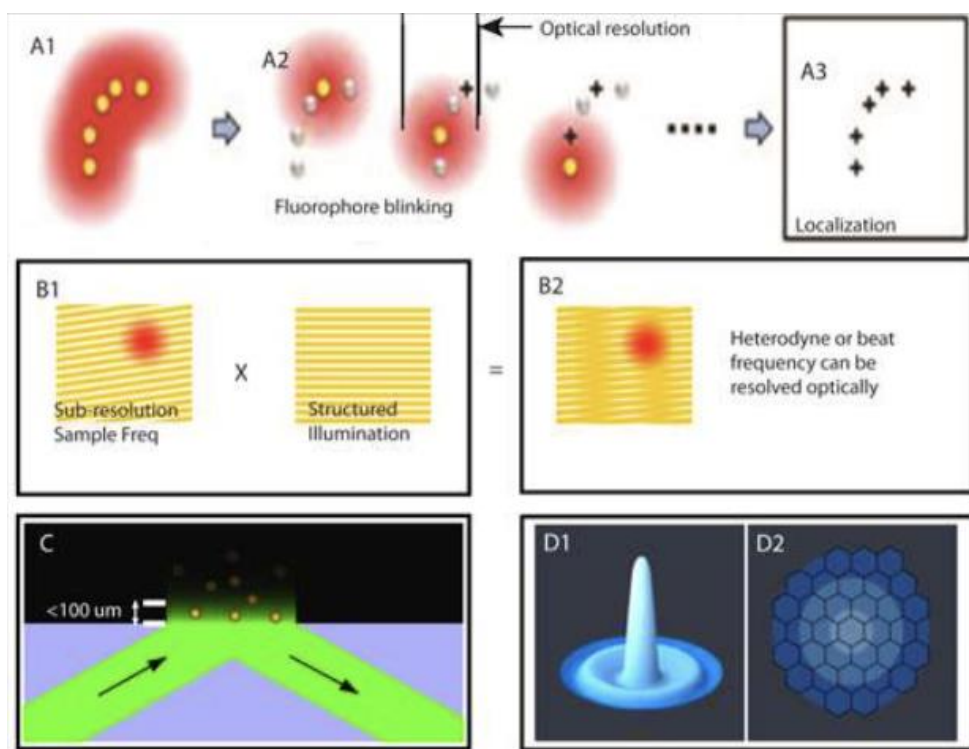 A1
A2
Optical resolution
A3
Fluorophore blinking
Localization
B1
Sub-resolution
Sample Freq
X
Structured
Illumination
=
B2
Heterodyne or beat
frequency can be
resolved optically
C
<100 um
D1
D2